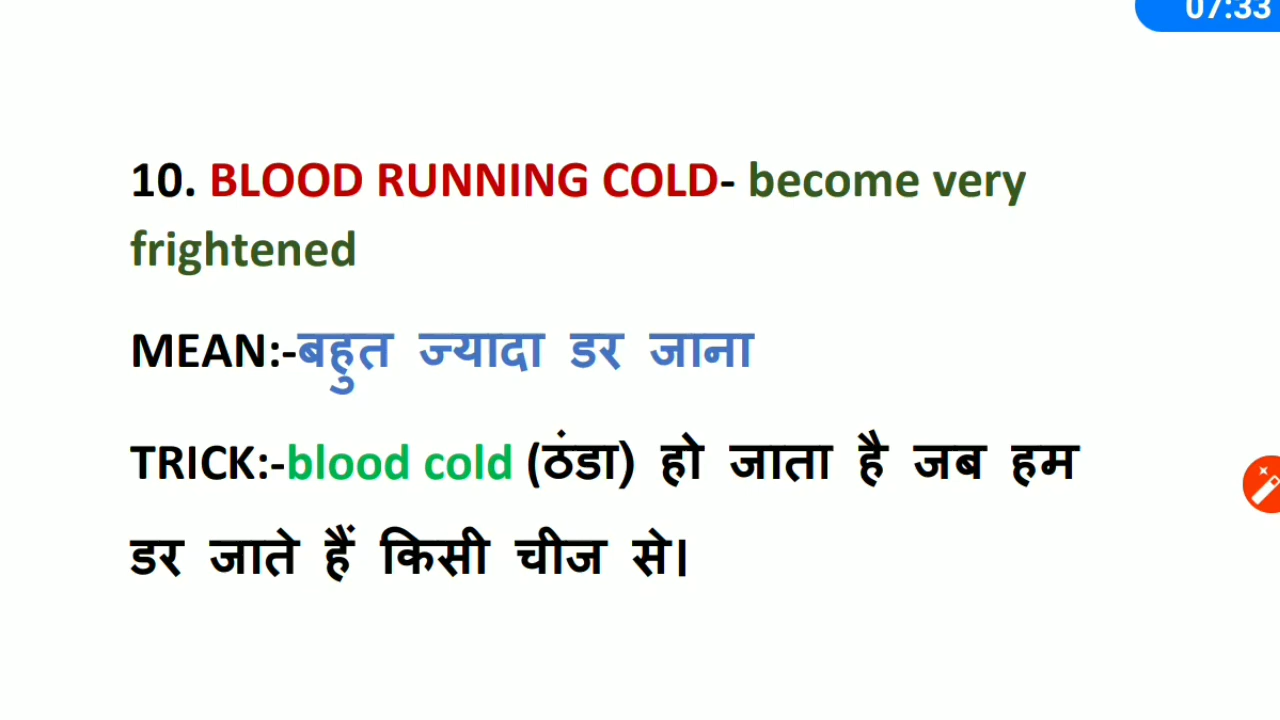 07:33
10. BLOOD RUNNING COLD- become very
frightened
MEAN:-बहुत ज्यादा डर जाना
TRICK:-blood cold (ठंडा) हो जाता है जब हम
डर जाते हैं किसी चीज से।